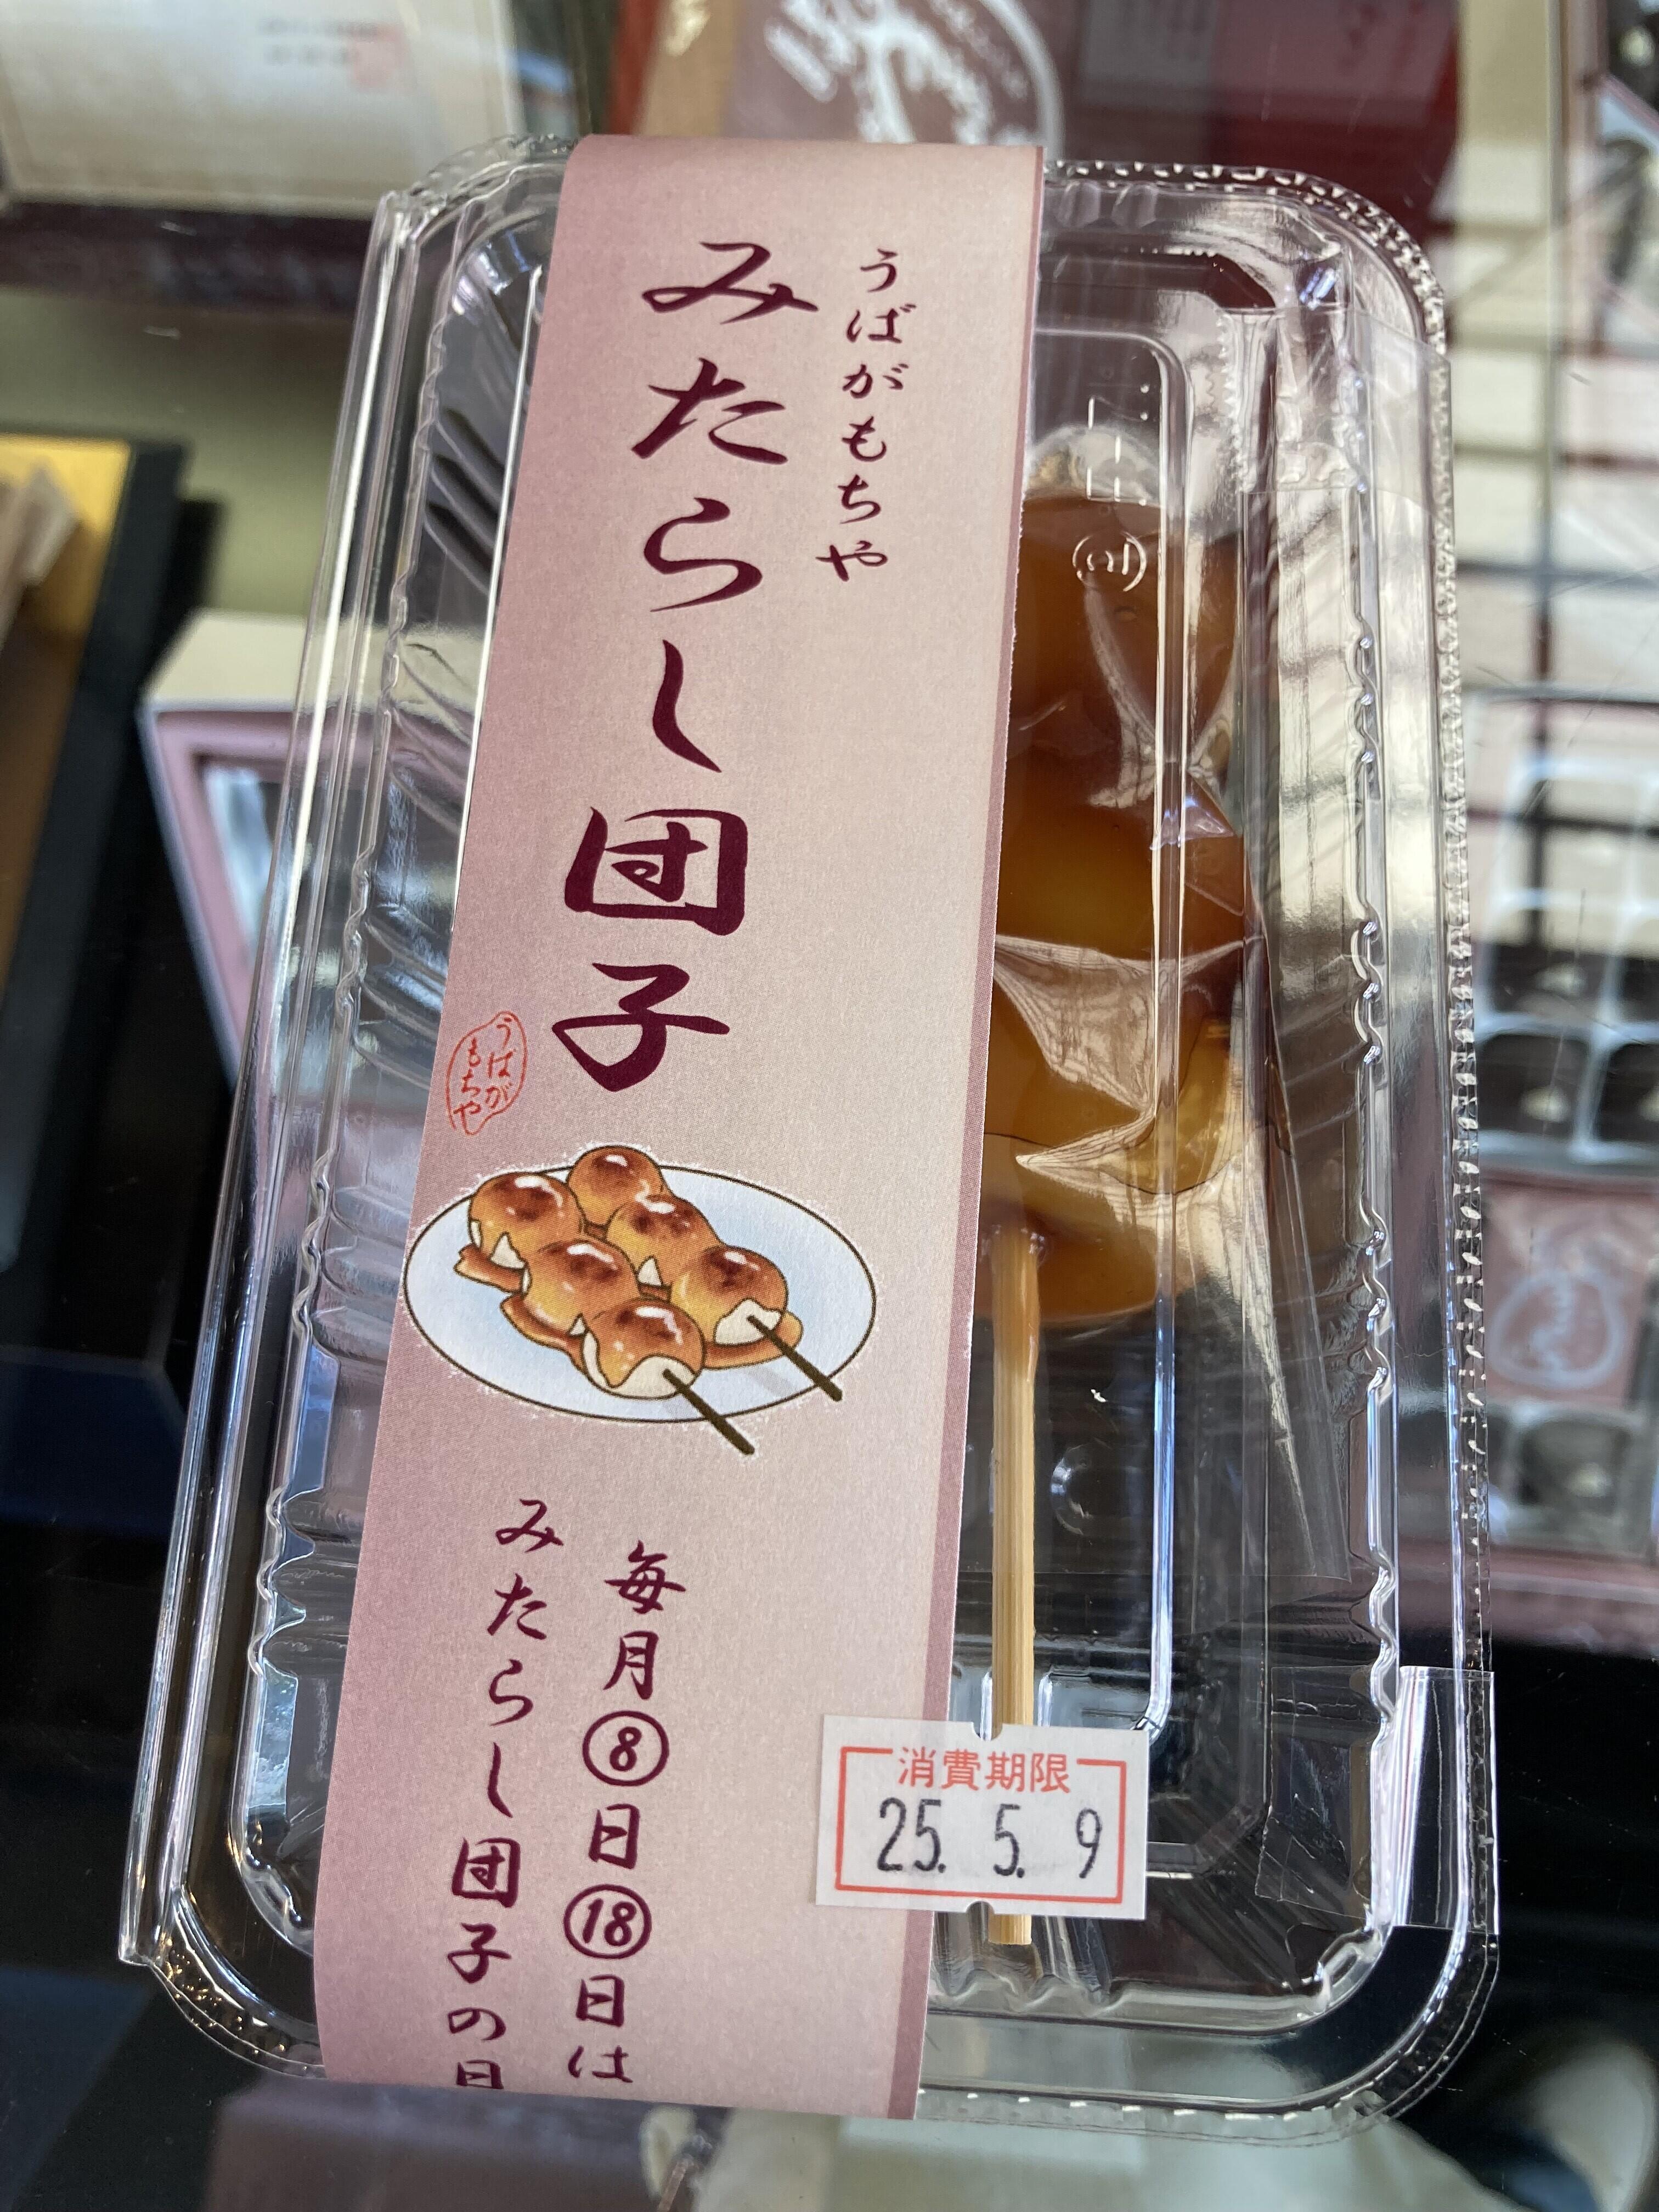 うばがもちや
みたらし団子
うばが
もちや
毎月⑧日⑱日は
みたらし団子の日
消費期限
25. 5. 9